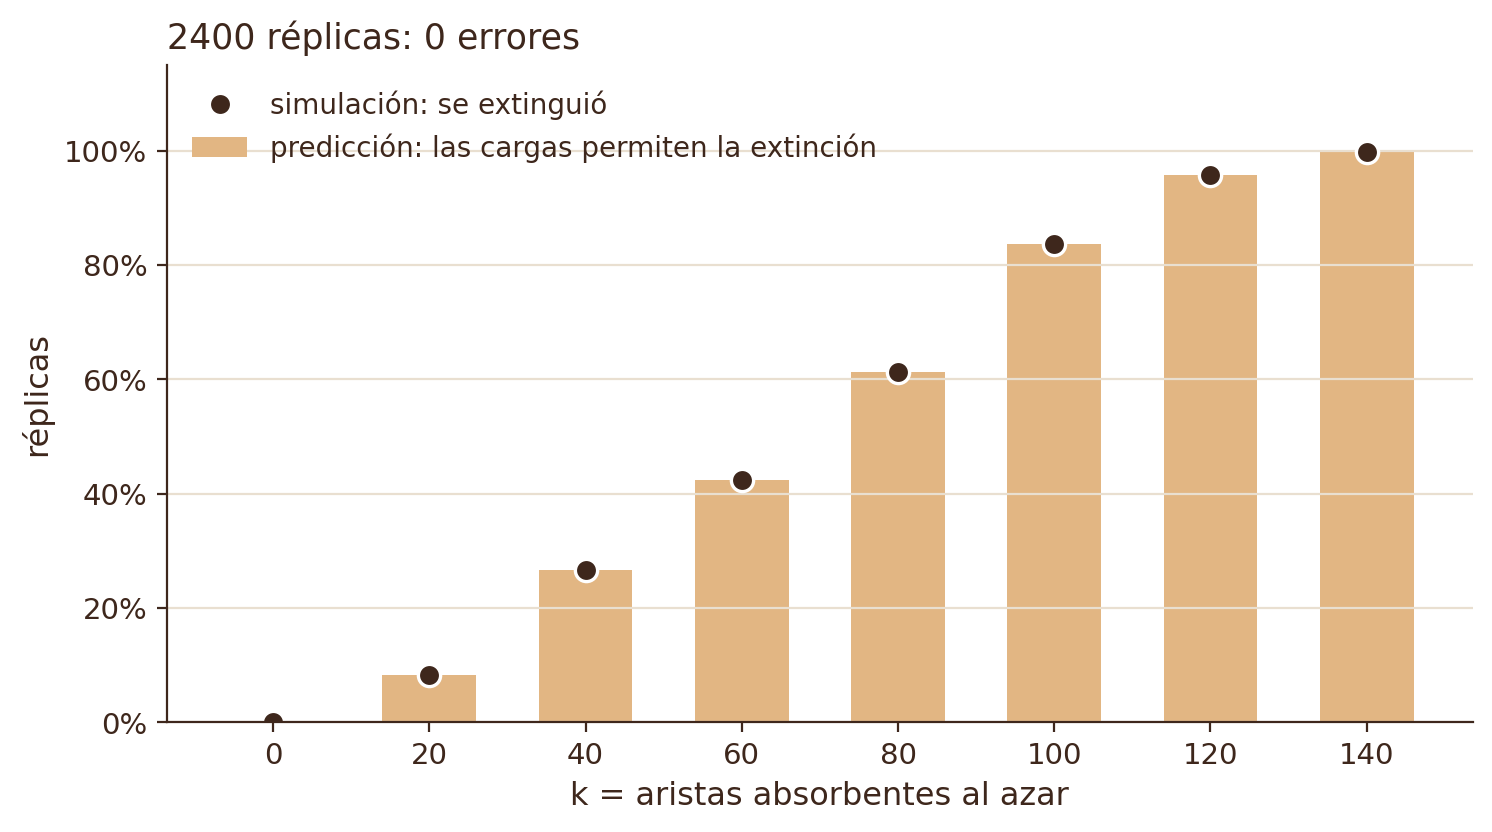 2400 réplicas: 0 errores
simulación: se extinguió
predicción: las cargas permiten la extinción
réplicas
100%
80%
60%
40%
20%
0%
0 20 40 60 80 100 120 140
k = aristas absorbentes al azar